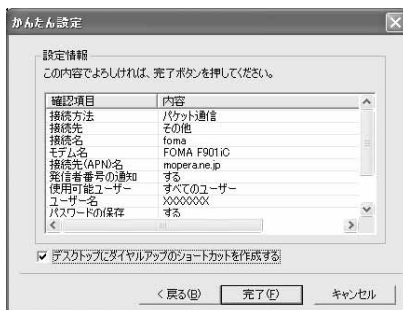 かんたん設定
設定情報
この内容でよろしければ、完了ボタンを押してください。
確認項目 内容
接続方法 パケット通信
接続先 その他
接続名 foma
モデム名 FOMA F901iC
接続先(APN)名 mopera.ne.jp
発信者番号の通知 する
使用可能ユーザー すべてのユーザー
ユーザー名 XXXXXXXX
パスワードの保存 する
デスクトップにダイヤルアップのショートカットを作成する
< 戻る(B) 完了(F) キャンセル